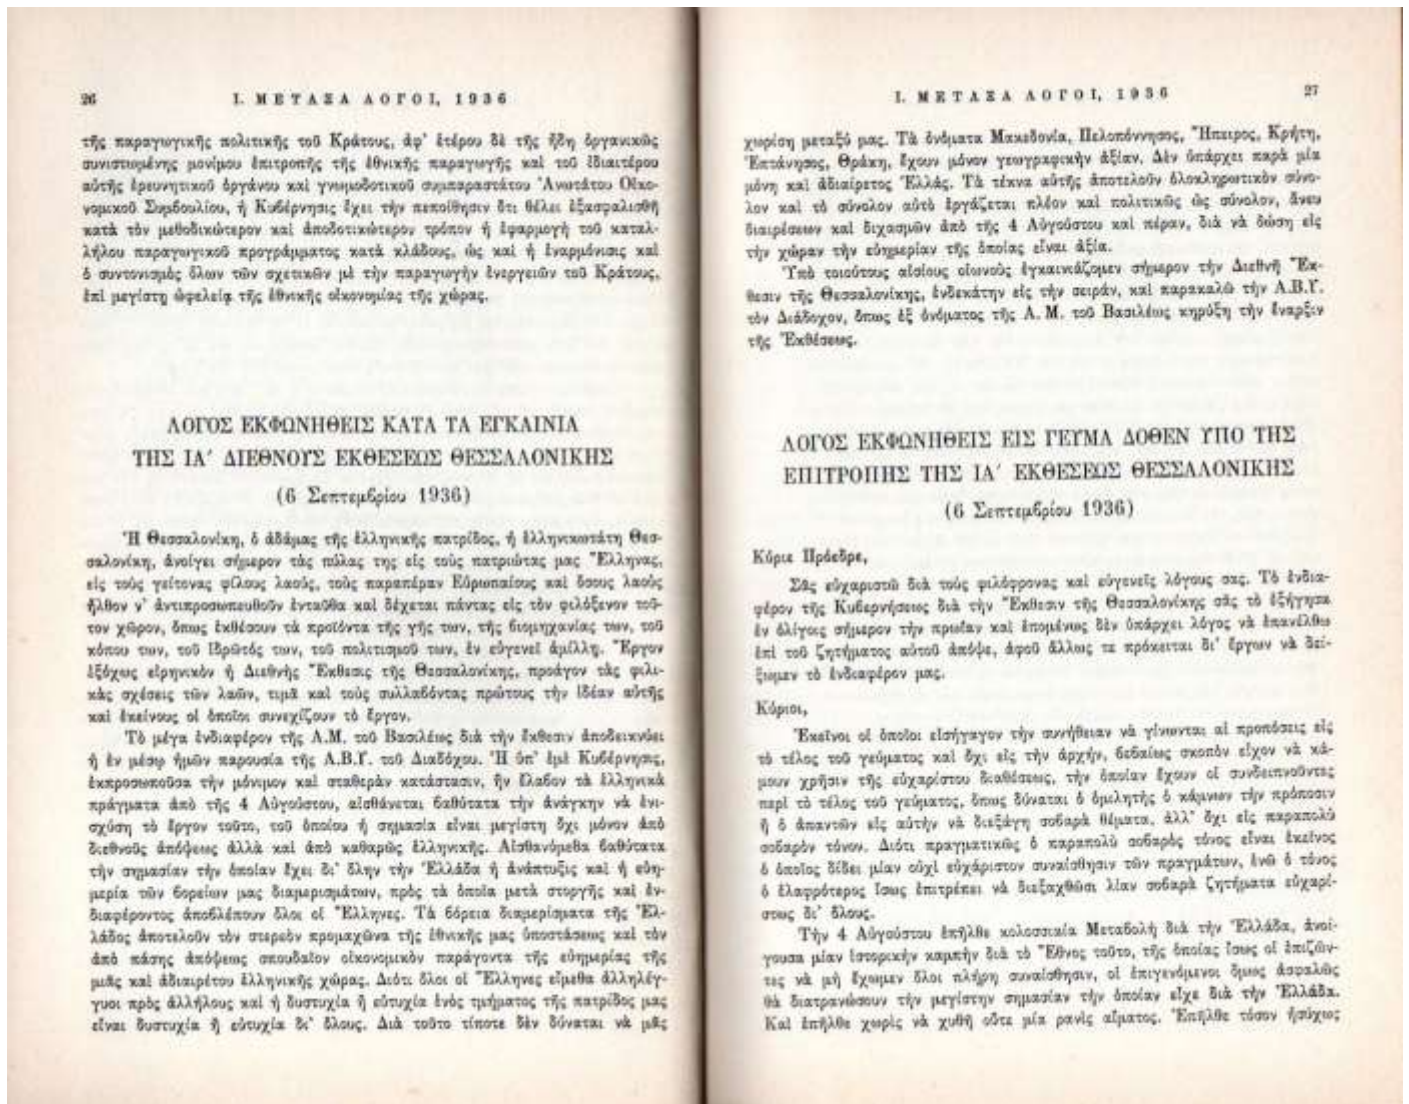 26
Ι. ΜΕΤΑΞΑ ΛΟΓΟΙ, 1936
τῆς παραγωγικῆς πολιτικῆς τοῦ Κράτους, ἀφ' ἑτέρου δὲ τῆς ἤδη ὀργανικῶς
συνιστωμένης μονίμου ἐπιτροπῆς τῆς ἐθνικῆς παραγωγῆς καὶ τοῦ ἰδιαιτέρου
αὐτῆς ἐρευνητικοῦ ὀργάνου καὶ γνωμοδοτικοῦ συμπαραστάτου Ἀνωτάτου Οἰκο-
νομικοῦ Συμβουλίου, ἡ Κυβέρνησις ἔχει τὴν πεποίθησιν ὅτι θέλει ἐξασφαλισθῆ
κατὰ τὸν μεθοδικώτερον καὶ ἀποδοτικώτερον τρόπον ἡ ἐφαρμογὴ τοῦ καταλ-
λήλου παραγωγικοῦ προγράμματος κατὰ κλάδους, ὡς καὶ ἡ ἐναρμόνισις καὶ
ὁ συντονισμὸς ὅλων τῶν σχετικῶν μὲ τὴν παραγωγὴν ἐνεργειῶν τοῦ Κράτους,
ἐπὶ μεγίστῃ ὠφελείᾳ τῆς ἐθνικῆς οἰκονομίας τῆς χώρας.
ΛΟΓΟΣ ΕΚΦΩΝΗΘΕΙΣ ΚΑΤΑ ΤΑ ΕΓΚΑΙΝΙΑ
ΤΗΣ ΙΑ' ΔΙΕΘΝΟΥΣ ΕΚΘΕΣΕΩΣ ΘΕΣΣΑΛΟΝΙΚΗΣ
(6 Σεπτεμβρίου 1936)
Ἡ Θεσσαλονίκη, ὁ ἀδάμας τῆς ἑλληνικῆς πατρίδος, ἡ ἑλληνικωτάτη Θεσ-
σαλονίκη, ἀνοίγει σήμερον τὰς πύλας της εἰς τοὺς πατριώτας μας Ἕλληνας,
εἰς τοὺς γείτονας φίλους λαούς, τοὺς παραπέραν Εὐρωπαίους καὶ ὅσους λαοὺς
ἦλθον ν' ἀντιπροσωπευθοῦν ἐνταῦθα καὶ δέχεται πάντας εἰς τὸν φιλόξενον τοῦ-
τον χῶρον, ὅπως ἐκθέσουν τὰ προϊόντα τῆς γῆς των, τῆς βιομηχανίας των, τοῦ
κόπου των, τοῦ ἱδρῶτός των, τοῦ πολιτισμοῦ των, ἐν εὐγενεῖ ἁμίλλῃ. Ἔργον
ἐξόχως εἰρηνικὸν ἡ Διεθνὴς Ἔκθεσις τῆς Θεσσαλονίκης, προάγον τὰς φιλι-
κὰς σχέσεις τῶν λαῶν, τιμᾶ καὶ τοὺς συλλαβόντας πρώτους τὴν ἰδέαν αὐτῆς
καὶ ἐκείνους οἱ ὁποῖοι συνεχίζουν τὸ ἔργον.
Τὸ μέγα ἐνδιαφέρον τῆς Α.Μ. τοῦ Βασιλέως διὰ τὴν ἔκθεσιν ἀποδεικνύει
ἡ ἐν μέσῳ ἡμῶν παρουσία τῆς Α.Β.Υ. τοῦ Διαδόχου. Ἡ ὑπ' ἐμὲ Κυβέρνησις,
ἐκπροσωποῦσα τὴν μόνιμον καὶ σταθερὰν κατάστασιν, ἣν ἔλαβον τὰ ἑλληνικὰ
πράγματα ἀπὸ τῆς 4 Αὐγούστου, αἰσθάνεται βαθύτατα τὴν ἀνάγκην νὰ ἐνι-
σχύση τὸ ἔργον τοῦτο, τοῦ ὁποίου ἡ σημασία εἶναι μεγίστη ὄχι μόνον ἀπὸ
διεθνοῦς ἀπόψεως ἀλλὰ καὶ ἀπὸ καθαρῶς ἑλληνικῆς. Αἰσθανόμεθα βαθύτατα
τὴν σημασίαν τὴν ὁποίαν ἔχει δι' ὅλην τὴν Ἑλλάδα ἡ ἀνάπτυξις καὶ ἡ εὐη-
μερία τῶν βορείων μας διαμερισμάτων, πρὸς τὰ ὁποῖα μετὰ στοργῆς καὶ ἐν-
διαφέροντος ἀποβλέπουν ὅλοι οἱ Ἕλληνες. Τὰ βόρεια διαμερίσματα τῆς Ἑλ-
λάδος ἀποτελοῦν τὸν στερεὸν προμαχῶνα τῆς ἐθνικῆς μας ὑποστάσεως καὶ τὸν
ἀπὸ πάσης ἀπόψεως σπουδαῖον οἰκονομικὸν παράγοντα τῆς εὐημερίας τῆς
μιᾶς καὶ ἀδιαιρέτου ἑλληνικῆς χώρας. Διότι ὅλοι οἱ Ἕλληνες εἴμεθα ἀλληλέγ-
γυοι πρὸς ἀλλήλους καὶ ἡ δυστυχία ἢ εὐτυχία ἑνὸς τμήματος τῆς πατρίδος μας
εἶναι δυστυχία ἢ εὐτυχία δι' ὅλους. Διὰ τοῦτο τίποτε δὲν δύναται νὰ μᾶς
Ι. ΜΕΤΑΞΑ ΛΟΓΟΙ, 1936
27
χωρίση μεταξύ μας. Τὰ ὀνόματα Μακεδονία, Πελοπόννησος, Ἤπειρος, Κρήτη,
Ἑπτάνησος, Θράκη, ἔχουν μόνον γεωγραφικὴν ἀξίαν. Δὲν ὑπάρχει παρὰ μία
μόνη καὶ ἀδιαίρετος Ἑλλάς. Τὰ τέκνα αὐτῆς ἀποτελοῦν ὁλοκληρωτικὸν σύνο-
λον καὶ τὸ σύνολον αὐτὸ ἐργάζεται πλέον καὶ πολιτικῶς ὡς σύνολον, ἄνευ
διαιρέσεων καὶ διχασμῶν ἀπὸ τῆς 4 Αὐγούστου καὶ πέραν, διὰ νὰ δώση εἰς
τὴν χώραν τὴν εὐημερίαν τῆς ὁποίας εἶναι ἀξία.
Ὑπὸ τοιούτους αἰσίους οἰωνοὺς ἐγκαινιάζομεν σήμερον τὴν Διεθνῆ Ἔκ-
θεσιν τῆς Θεσσαλονίκης, ἑνδεκάτην εἰς τὴν σειράν, καὶ παρακαλῶ τὴν Α.Β.Υ.
τὸν Διάδοχον, ὅπως ἐξ ὀνόματος τῆς Α.Μ. τοῦ Βασιλέως κηρύξη τὴν ἔναρξιν
τῆς Ἐκθέσεως.
ΛΟΓΟΣ ΕΚΦΩΝΗΘΕΙΣ ΕΙΣ ΓΕΥΜΑ ΔΟΘΕΝ ΥΠΟ ΤΗΣ
ΕΠΙΤΡΟΠΗΣ ΤΗΣ ΙΑ' ΕΚΘΕΣΕΩΣ ΘΕΣΣΑΛΟΝΙΚΗΣ
(6 Σεπτεμβρίου 1936)
Κύριε Πρόεδρε,
Σᾶς εὐχαριστῶ διὰ τοὺς φιλόφρονας καὶ εὐγενεῖς λόγους σας. Τὸ ἐνδια-
φέρον τῆς Κυβερνήσεως διὰ τὴν Ἔκθεσιν τῆς Θεσσαλονίκης σᾶς τὸ ἐξήγησα
ἐν ὀλίγοις σήμερον τὴν πρωΐαν καὶ ἑπομένως δὲν ὑπάρχει λόγος νὰ ἐπανέλθω
ἐπὶ τοῦ ζητήματος αὐτοῦ ἀπόψε, ἀφοῦ ἄλλως τε πρόκειται δι' ἔργων νὰ δεί-
ξωμεν τὸ ἐνδιαφέρον μας.
Κύριοι,
Ἐκεῖνοι οἱ ὁποῖοι εἰσήγαγον τὴν συνήθειαν νὰ γίνωνται αἱ προπόσεις εἰς
τὸ τέλος τοῦ γεύματος καὶ ὄχι εἰς τὴν ἀρχήν, βεβαίως σκοπὸν εἶχον νὰ κά-
μουν χρῆσιν τῆς εὐχαρίστου διαθέσεως, τὴν ὁποίαν ἔχουν οἱ συνδειπνοῦντες
περὶ τὸ τέλος τοῦ γεύματος, ὅπως δύναται ὁ ὁμιλητὴς ὁ κάμνων τὴν πρόποσιν
ἢ ὁ ἀπαντῶν εἰς αὐτὴν νὰ διεξάγη σοβαρὰ θέματα, ἀλλ' ὄχι εἰς παραπολὺ
σοβαρὸν τόνον. Διότι πραγματικῶς ὁ παραπολὺ σοβαρὸς τόνος εἶναι ἐκεῖνος
ὁ ὁποῖος δίδει μίαν οὐχὶ εὐχάριστον συναίσθησιν τῶν πραγμάτων, ἐνῶ ὁ τόνος
ὁ ἐλαφρότερος ἴσως ἐπιτρέπει νὰ διεξαχθῶσι λίαν σοβαρὰ ζητήματα εὐχαρί-
στως δι' ὅλους.
Τὴν 4 Αὐγούστου ἐπῆλθε κολοσσιαία Μεταβολὴ διὰ τὴν Ἑλλάδα, ἀνοί-
γουσα μίαν ἱστορικὴν καμπὴν διὰ τὸ Ἔθνος τοῦτο, τῆς ὁποίας ἴσως οἱ ἐπιζῶν-
τες νὰ μὴ ἔχωμεν ὅλοι πλήρη συναίσθησιν, οἱ ἐπιγενόμενοι ὅμως ἀσφαλῶς
θὰ διατρανώσουν τὴν μεγίστην σημασίαν τὴν ὁποίαν εἶχε διὰ τὴν Ἑλλάδα.
Καὶ ἐπῆλθε χωρὶς νὰ χυθῆ οὔτε μία ρανὶς αἵματος. Ἐπῆλθε τόσον ἡσύχως